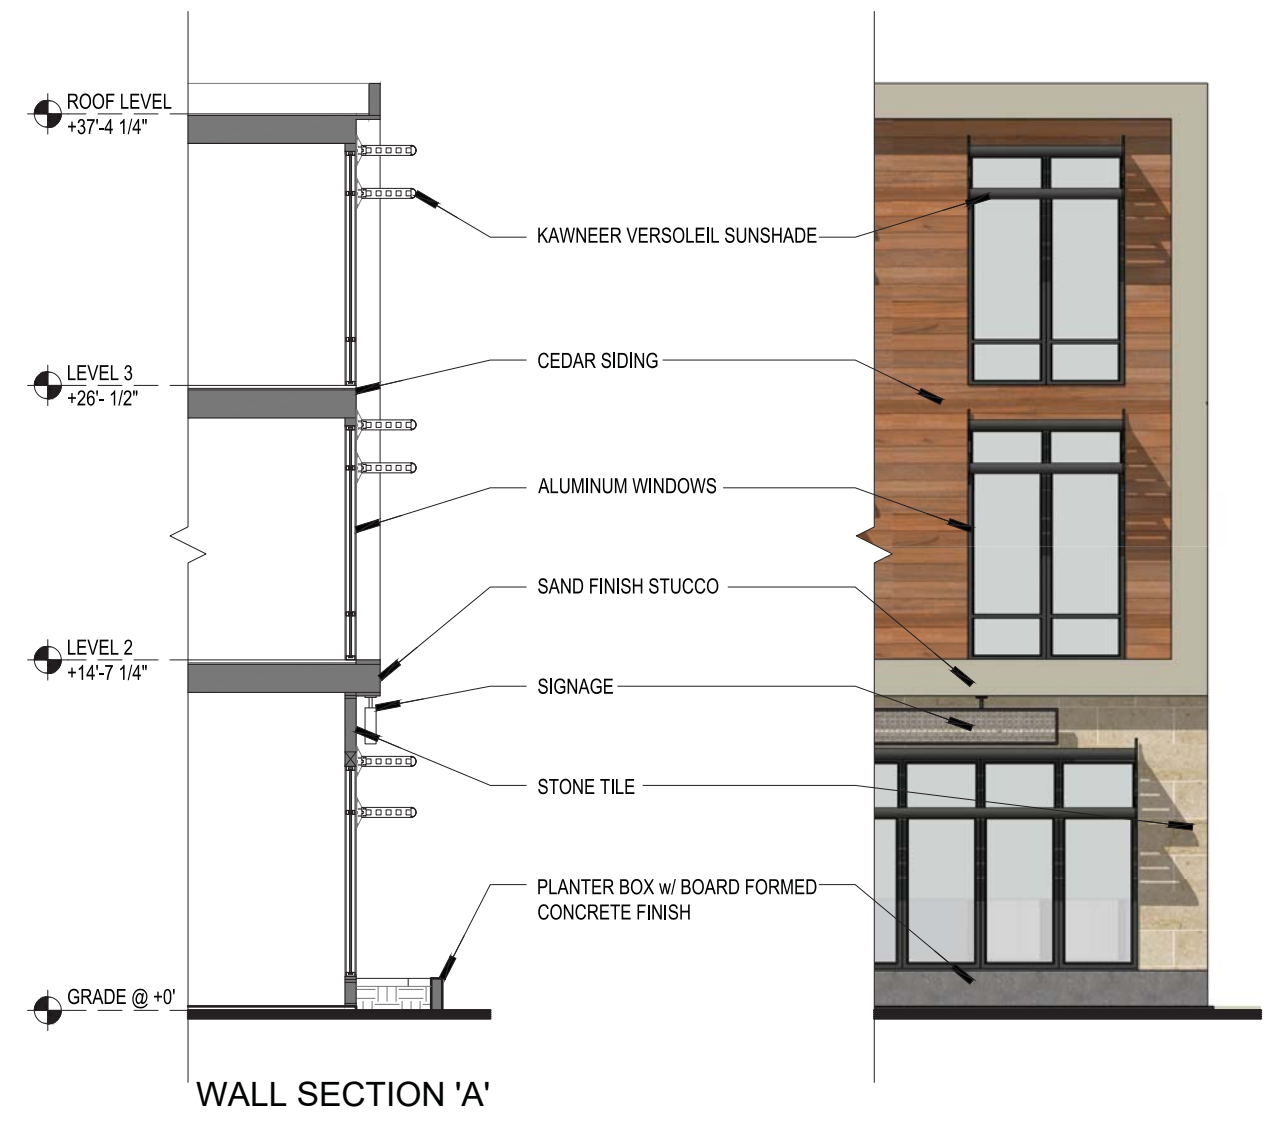 ROOF LEVEL
+37'-4 1/4"
KAWNEER VERSOLEIL SUNSHADE
CEDAR SIDING
LEVEL 3
+26'- 1/2"
ALUMINUM WINDOWS
SAND FINISH STUCCO
LEVEL 2
+14'-7 1/4"
SIGNAGE
STONE TILE
PLANTER BOX w/ BOARD FORMED
CONCRETE FINISH
GRADE @ +0'
WALL SECTION 'A'